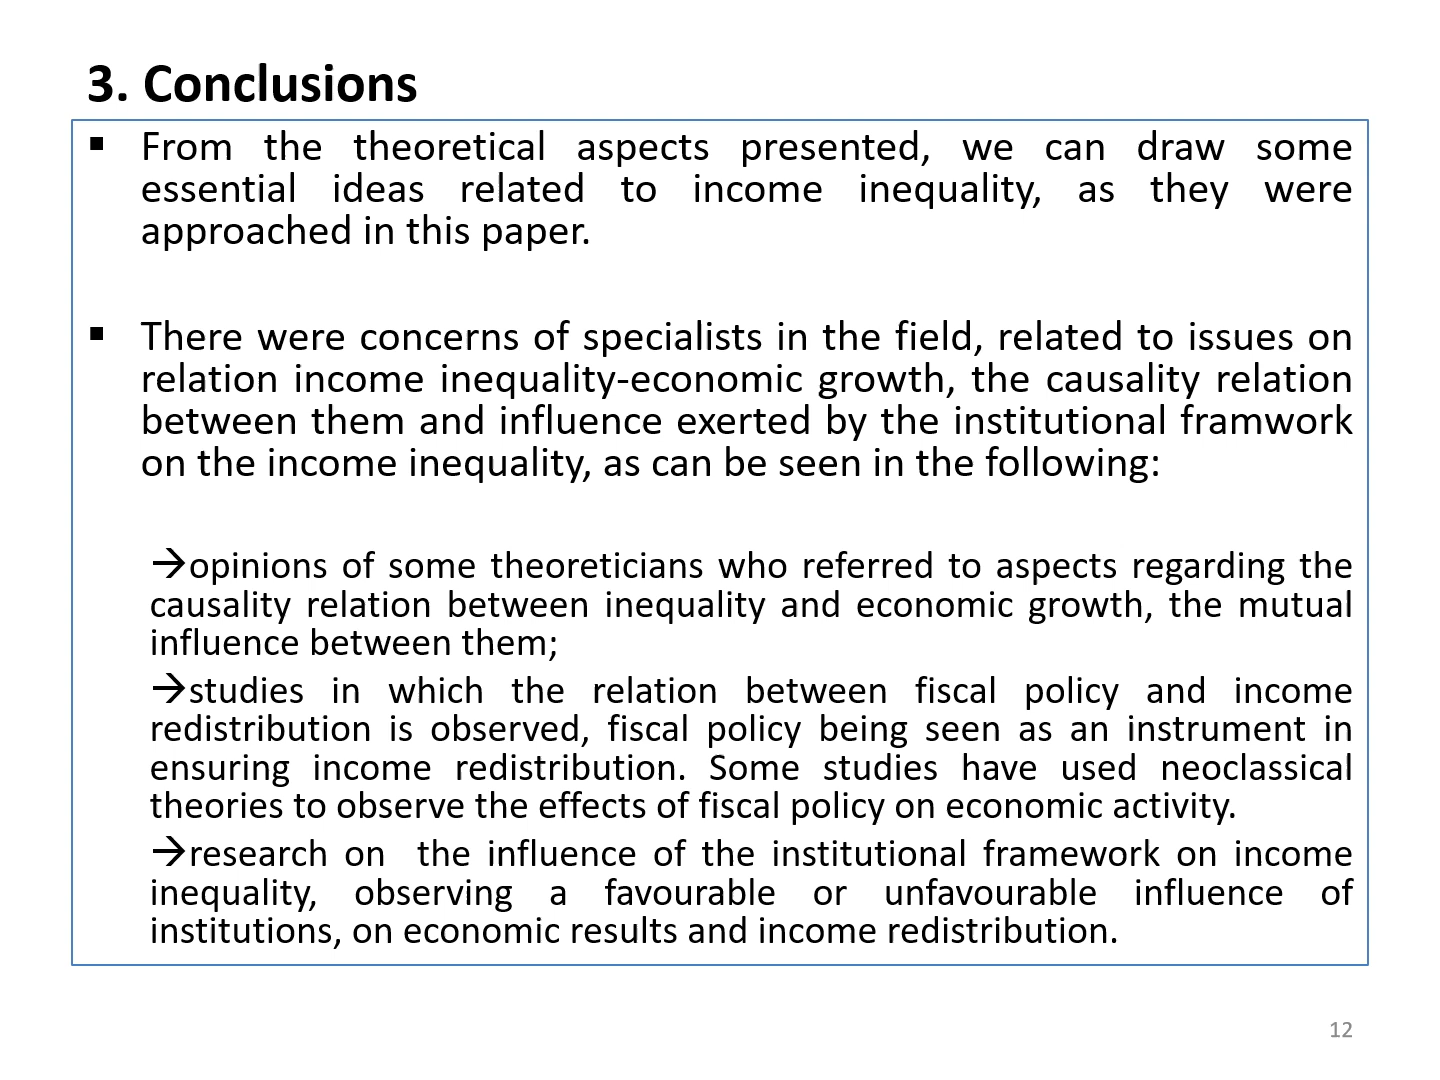 3. Conclusions
▪ From the theoretical aspects presented, we can draw some
essential ideas related to income inequality, as they were
approached in this paper.
▪ There were concerns of specialists in the field, related to issues on
relation income inequality-economic growth, the causality relation
between them and influence exerted by the institutional framwork
on the income inequality, as can be seen in the following:
→opinions of some theoreticians who referred to aspects regarding the
causality relation between inequality and economic growth, the mutual
influence between them;
→studies in which the relation between fiscal policy and income
redistribution is observed, fiscal policy being seen as an instrument in
ensuring income redistribution. Some studies have used neoclassical
theories to observe the effects of fiscal policy on economic activity.
→research on  the influence of the institutional framework on income
inequality, observing a favourable or unfavourable influence of
institutions, on economic results and income redistribution.
12